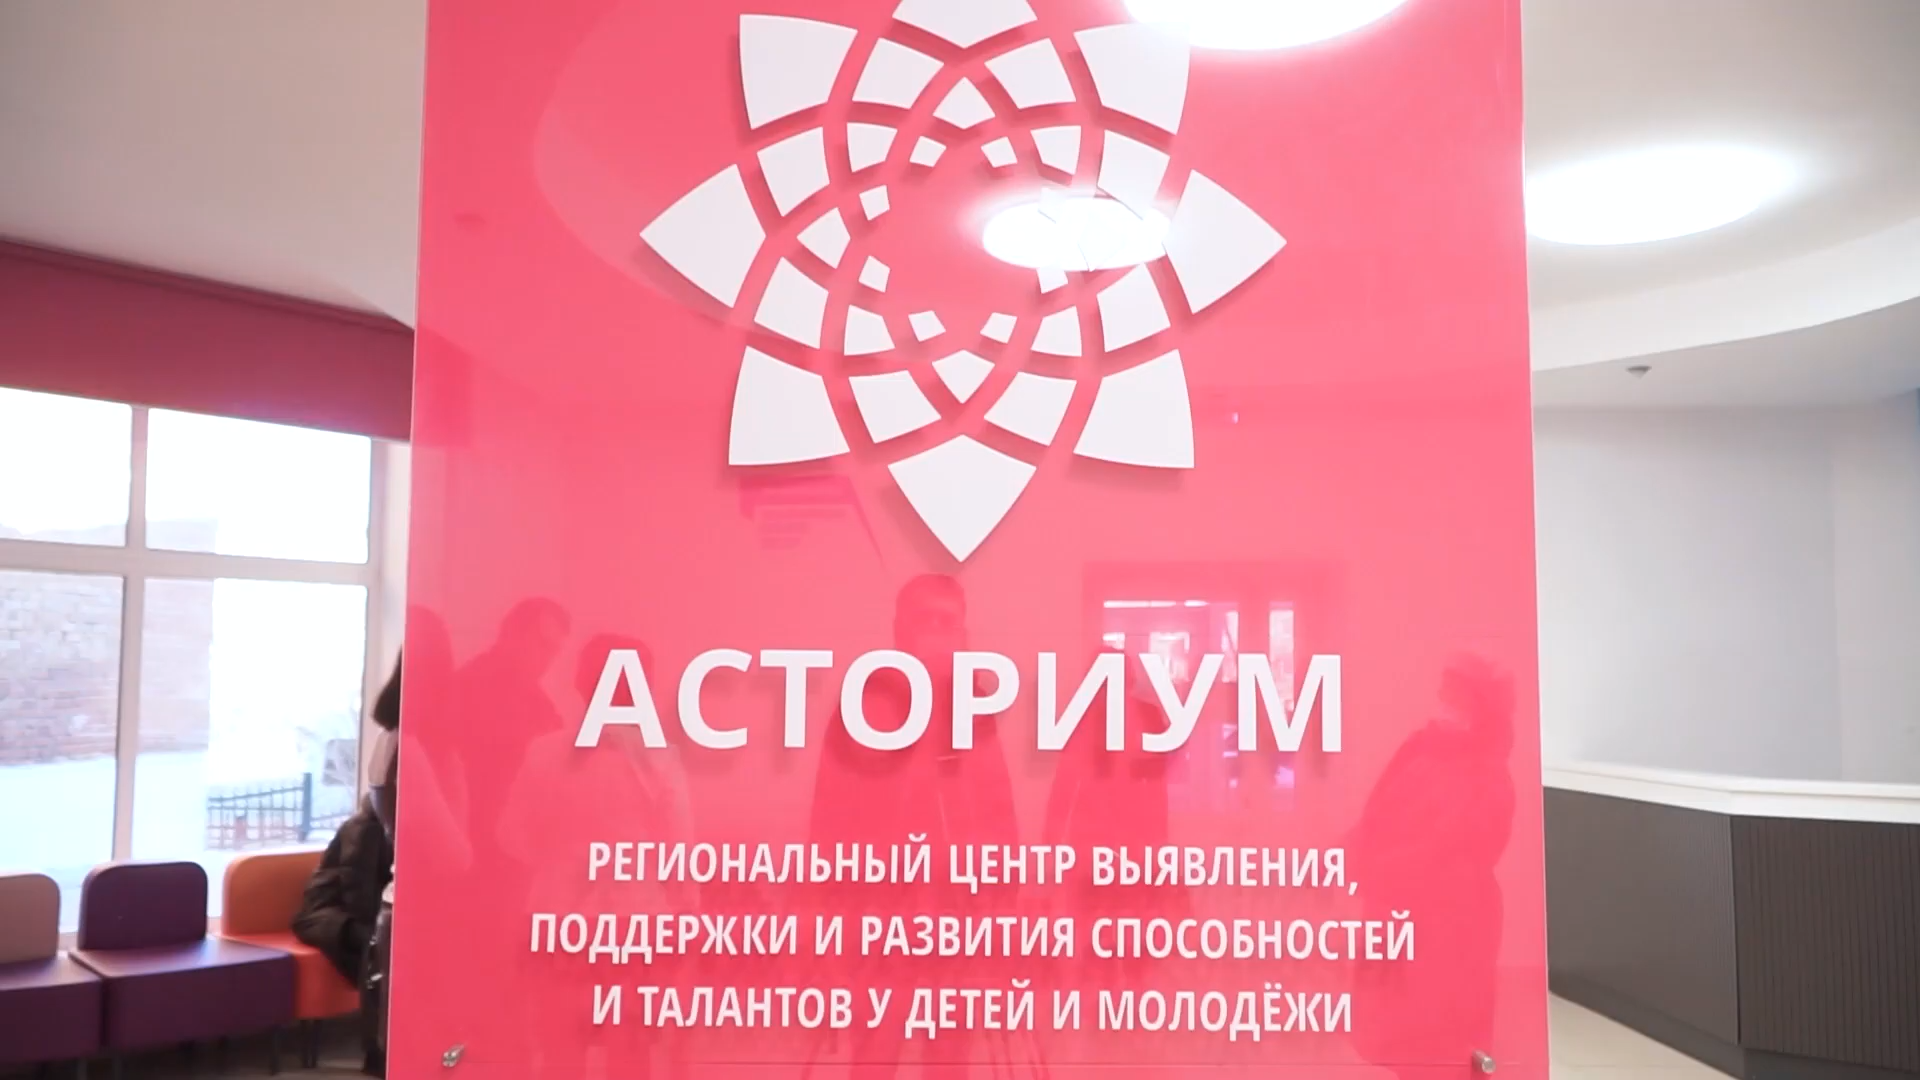 АСТОРИУМ
РЕГИОНАЛЬНЫЙ ЦЕНТР ВЫЯВЛЕНИЯ,
ПОДДЕРЖКИ И РАЗВИТИЯ СПОСОБНОСТЕЙ
И ТАЛАНТОВ У ДЕТЕЙ И МОЛОДЁЖИ